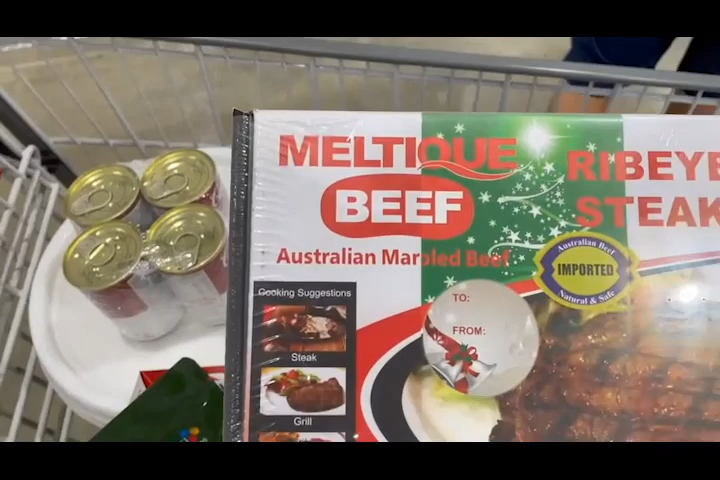 MELTIQUE
BEEF
Australian Marbled Beef
RIBEYE
STEAK
Australian Beef
IMPORTED
Natural & Safe
Cooking Suggestions
Steak
Grill
TO:
FROM: